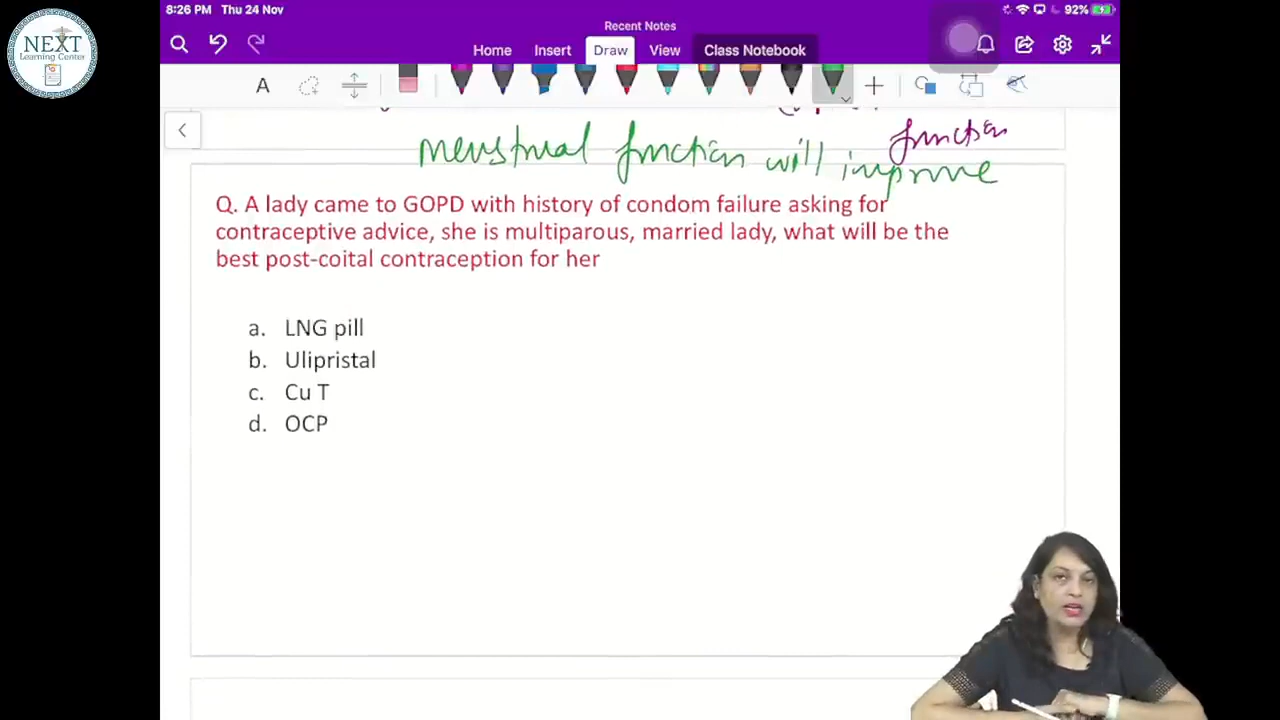 8:26 PM Thu 24 Nov
92%
NEXT
Learning Center
Recent Notes
Home Insert Draw View Class Notebook
A
function
menstrual function will improve
Q. A lady came to GOPD with history of condom failure asking for
contraceptive advice, she is multiparous, married lady, what will be the
best post-coital contraception for her
a. LNG pill
b. Ulipristal
c. Cu T
d. OCP